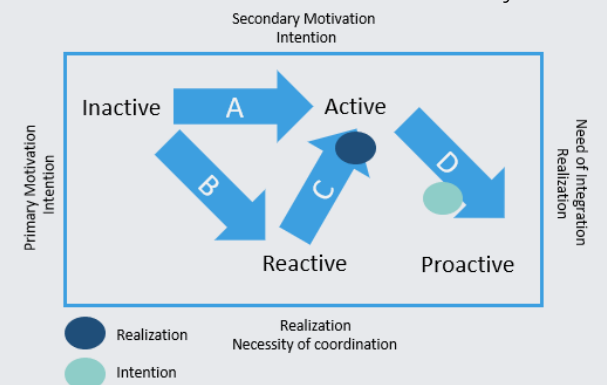 Secondary Motivation
Intention
Inactive
A
Active
Primary Motivation
Intention
B
C
D
Need of Integration
Realization
Reactive
Proactive
Realization
Necessity of coordination
Realization
Intention